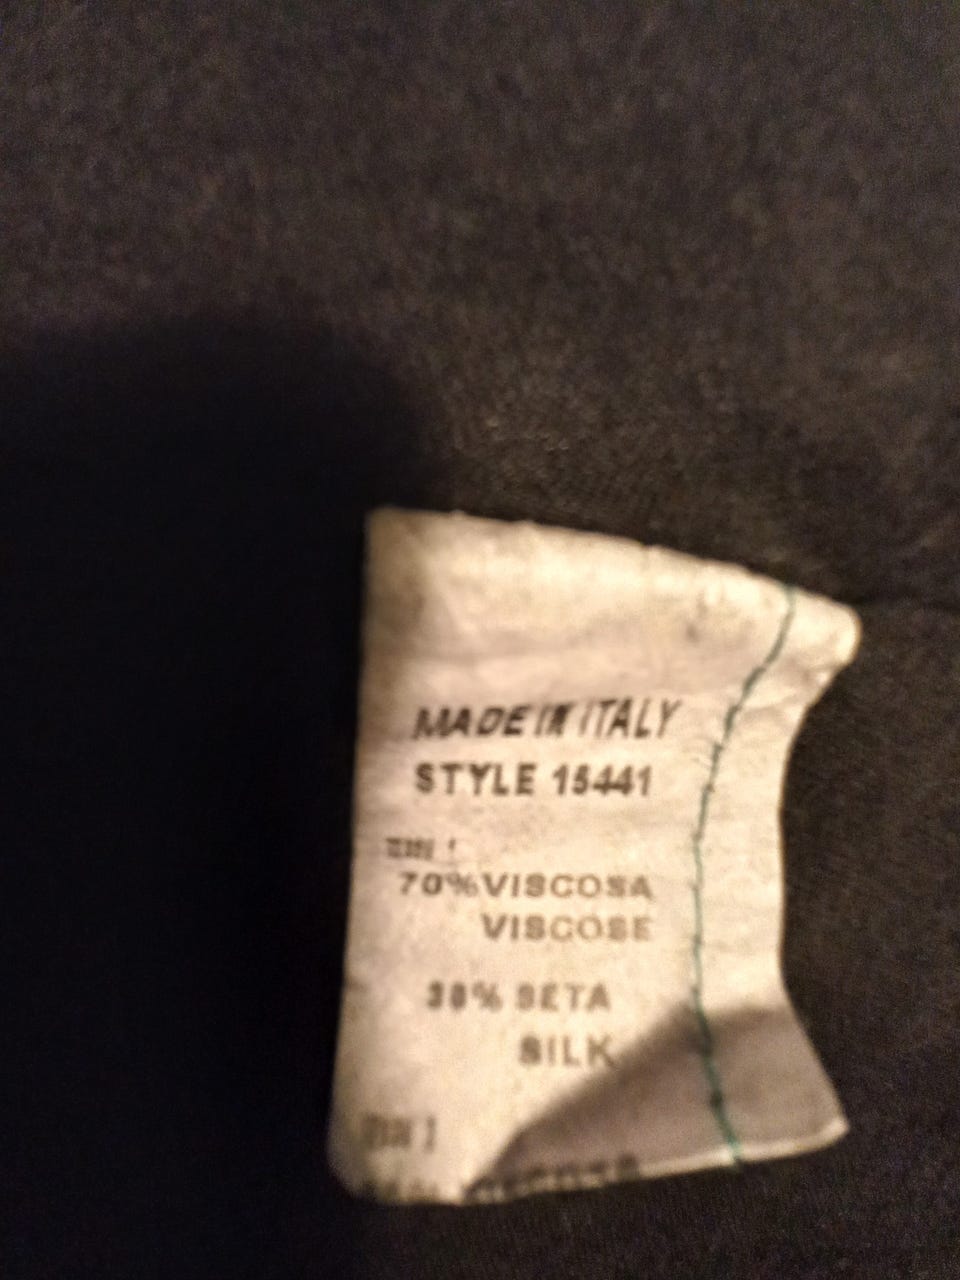 MADE IN ITALY
STYLE 15441
70% VISCOSA
VISCOSE
30% SETA
SILK